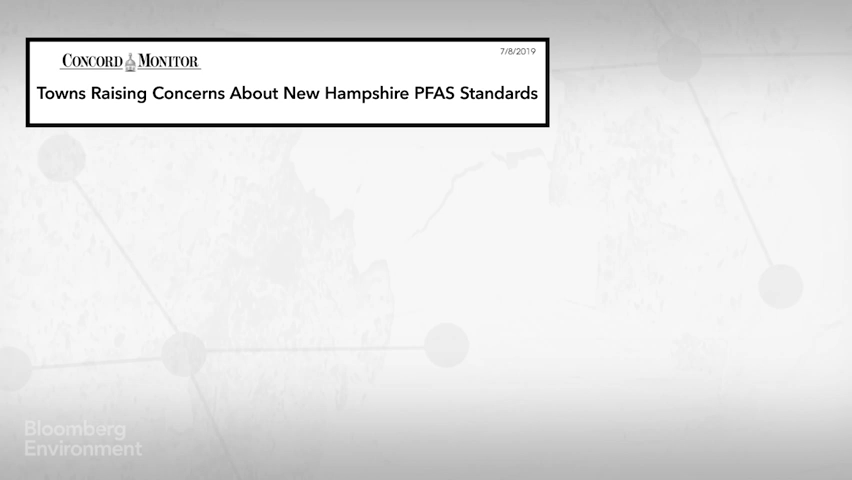 CONCORD MONITOR
7/8/2019
Towns Raising Concerns About New Hampshire PFAS Standards
Bloomberg
Environment